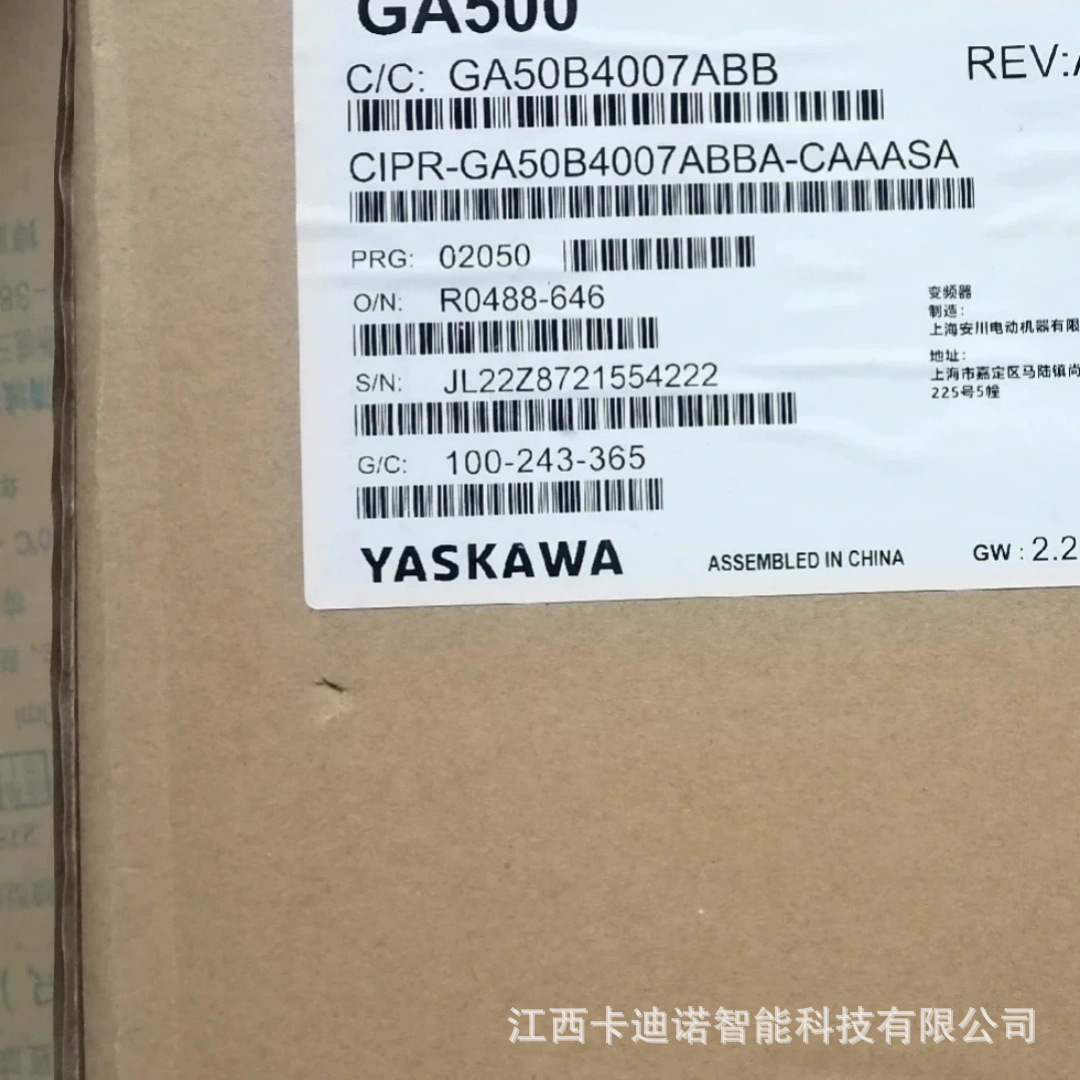 GA500
C/C: GA50B4007ABB
REV:A
CIPR-GA50B4007ABBA-CAAASA
PRG: 02050
O/N: R0488-646
S/N: JL22Z8721554222
G/C: 100-243-365
变频器
制造:
上海安川电动机器有限
地址:
上海市嘉定区马陆镇尚
225号5幢
YASKAWA
ASSEMBLED IN CHINA
GW : 2.2
江西卡迪诺智能科技有限公司